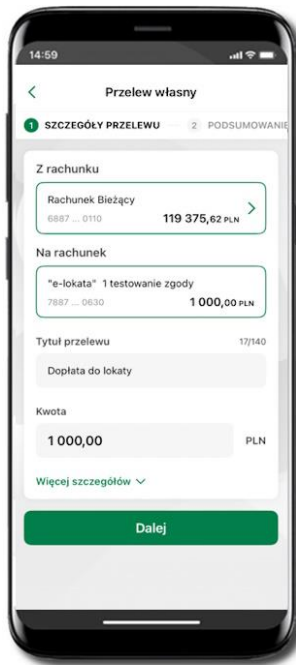 14:59
Przelew własny
1 SZCZEGÓŁY PRZELEWU 2 PODSUMOWANIE
Z rachunku
Rachunek Bieżący
6887 ... 0110 119 375,62 PLN
Na rachunek
"e-lokata" 1 testowanie zgody
7887 ... 0630 1 000,00 PLN
Tytuł przelewu 17/140
Dopłata do lokaty
Kwota
1 000,00 PLN
Więcej szczegółów
Dalej